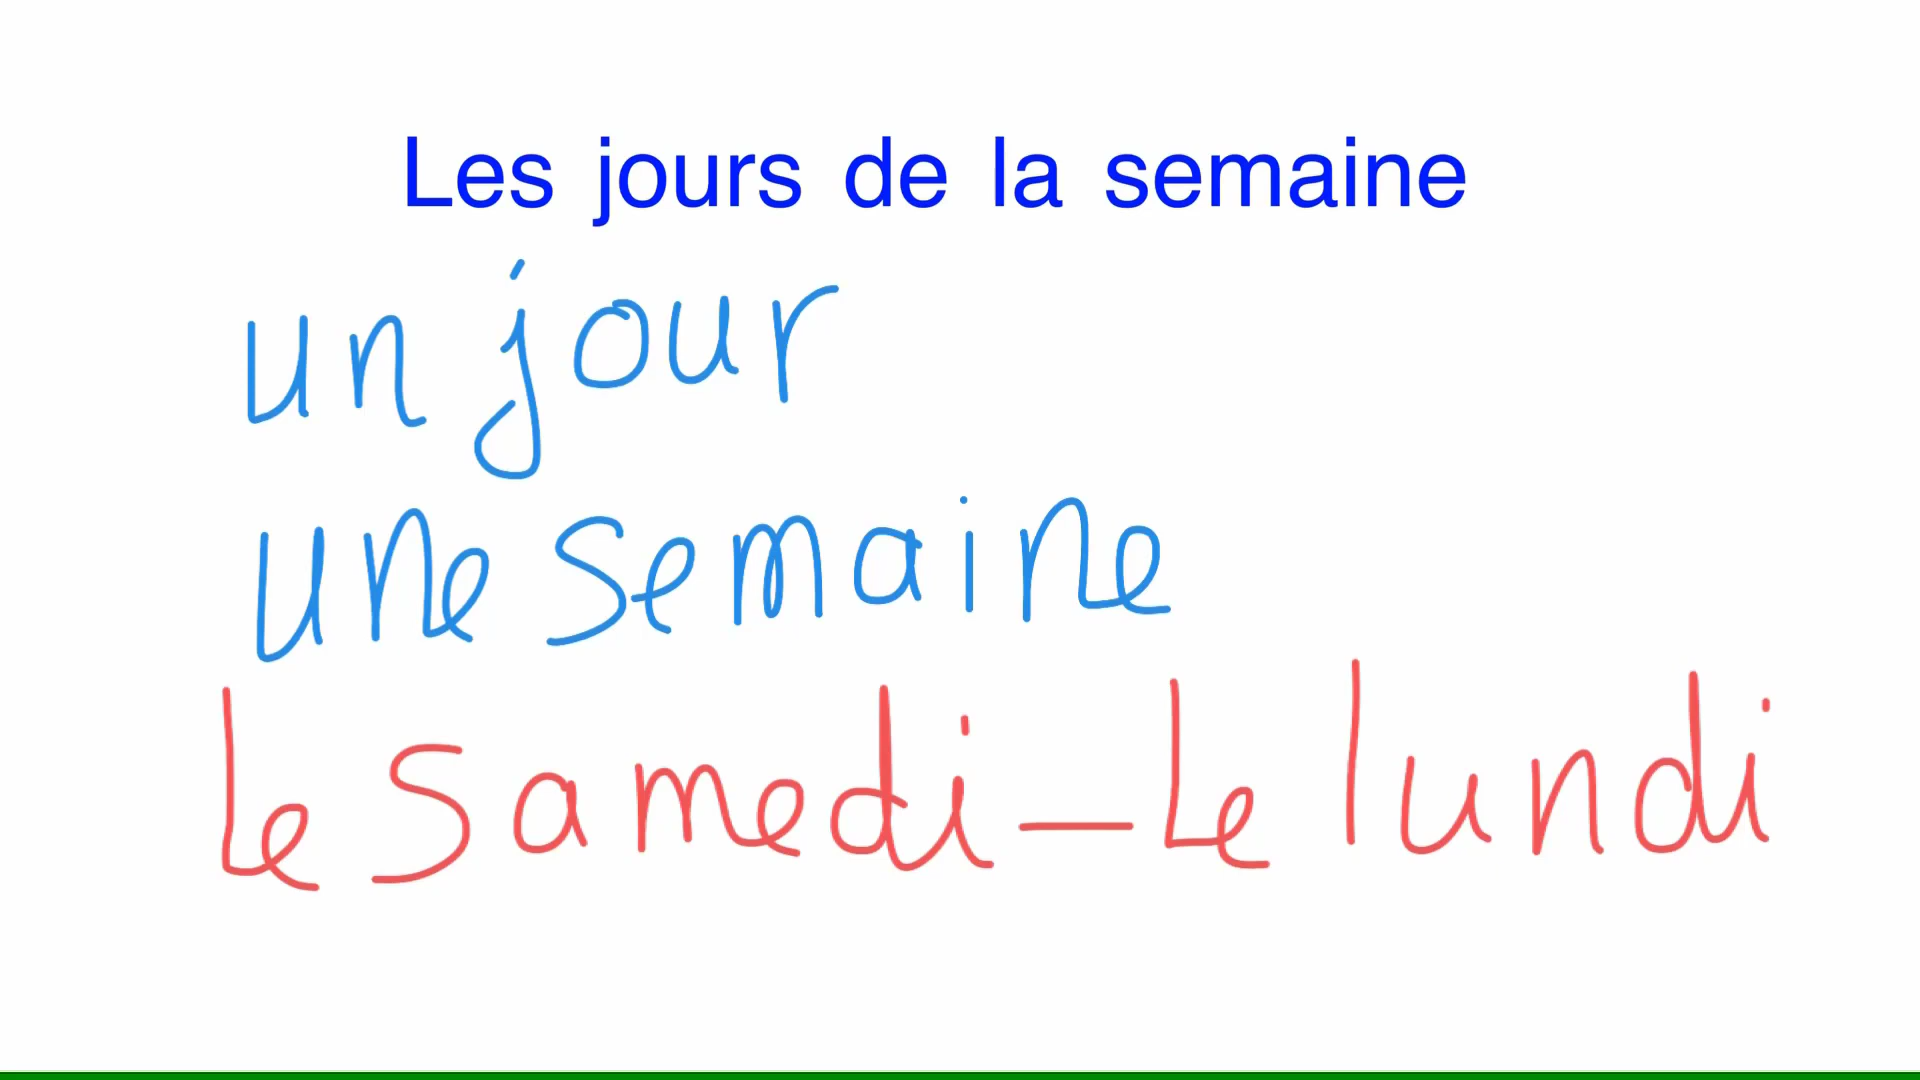 Les jours de la semaine
un jour
une semaine
le samedi - le lundi